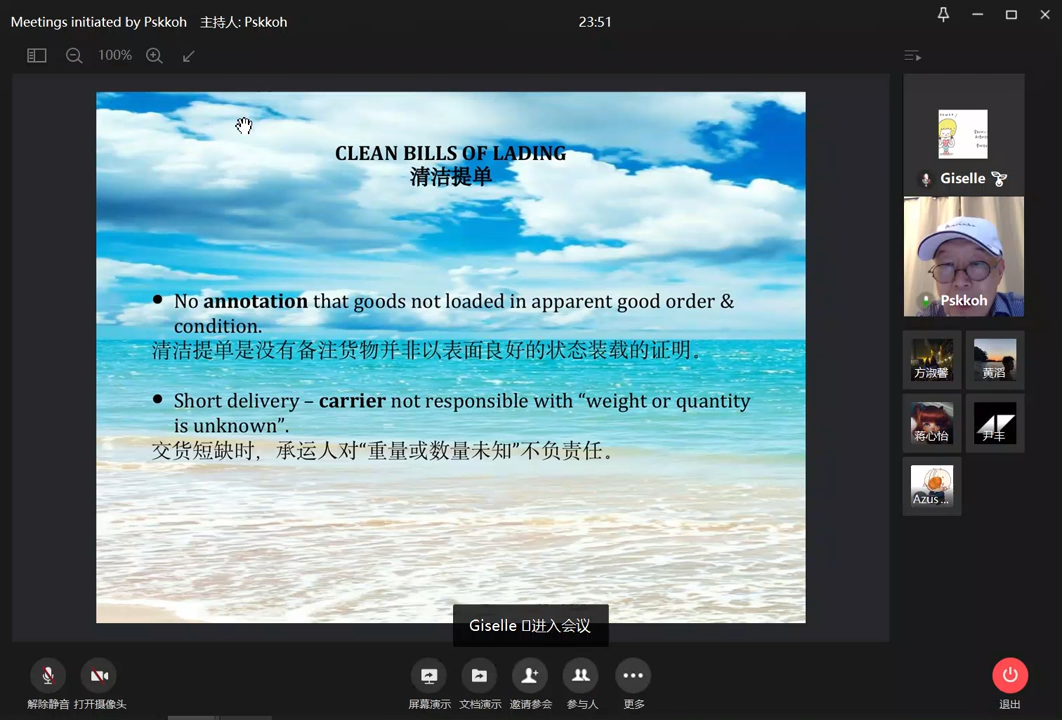 Meetings initiated by Pskkoh 主持人: Pskkoh
23:51
100%
CLEAN BILLS OF LADING
清洁提单
No annotation that goods not loaded in apparent good order &
condition.
清洁提单是没有备注货物并非以表面良好的状态装载的证明。
Short delivery – carrier not responsible with “weight or quantity
is unknown”.
交货短缺时，承运人对“重量或数量未知”不负责任。
Giselle
Pskkoh
方淑馨
黄滔
蒋心怡
尹丰
Azus...
Giselle 进入会议
解除静音
打开摄像头
屏幕演示
文档演示
邀请参会
参与人
更多
退出